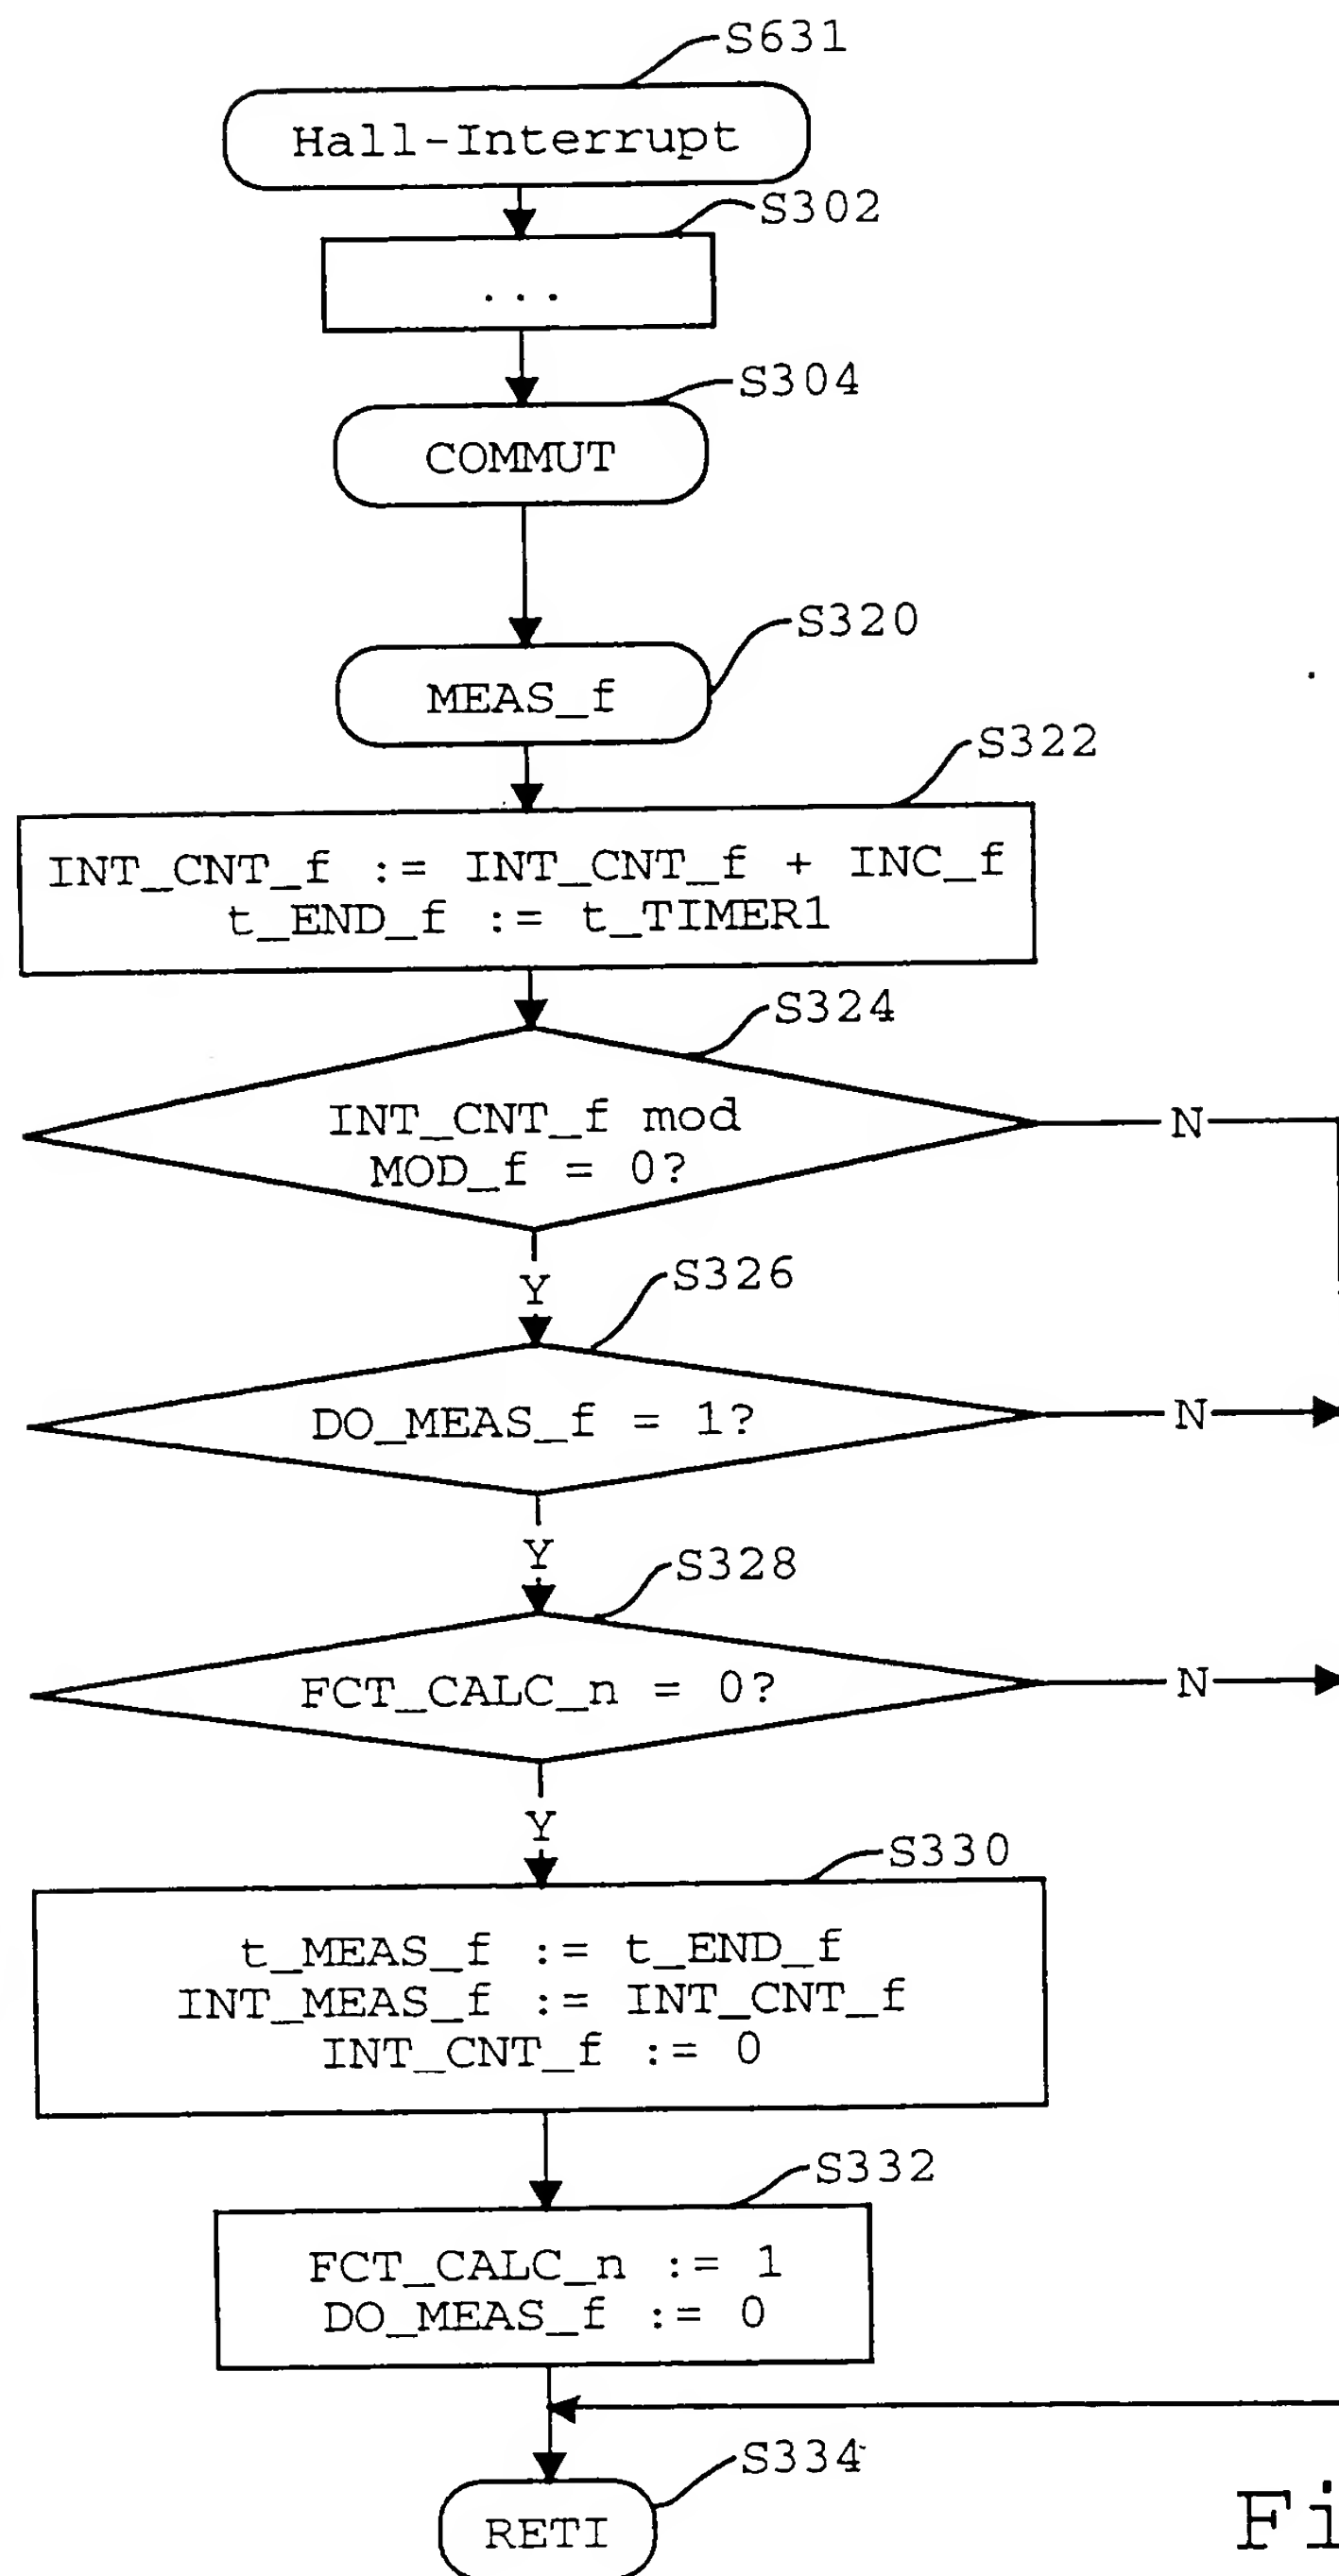 S631
Hall-Interrupt
S302
...
S304
COMMUT
S320
MEAS_f
S322
INT_CNT_f := INT_CNT_f + INC_f
t_END_f := t_TIMER1
S324
INT_CNT_f mod
MOD_f = 0?
N
Y
S326
DO_MEAS_f = 1?
N
Y
S328
FCT_CALC_n = 0?
N
Y
S330
t_MEAS_f := t_END_f
INT_MEAS_f := INT_CNT_f
INT_CNT_f := 0
S332
FCT_CALC_n := 1
DO_MEAS_f := 0
S334
RETI
Fi